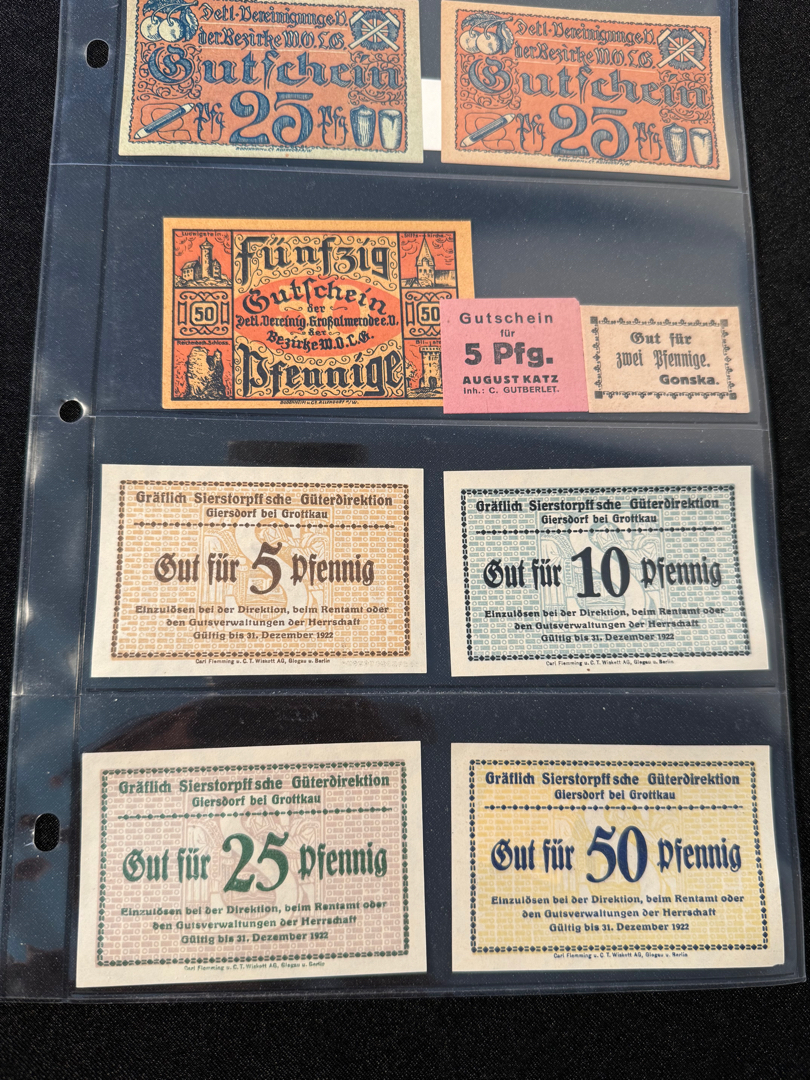 Detl-Vereinigung e.V.
der Bezirke W.O.C.G.
Gutschein
Pfg 25 Pfg
Detl-Vereinigung e.V.
der Bezirke W.O.C.G.
Gutschein
Pfg 25 Pfg
Ludwigstein.
Fünfzig
Gutschein
50 der 50
Detl.Vereinig.Großalmerode e.V.
der
Bezirke W.O.C.G.
Pfennige
Gutschein
für
5 Pfg.
AUGUST KATZ
Inh.: C. GUTBERLET.
Gut für
zwei Pfennige.
Gonska.
Gräflich Sierstorpff'sche Güterdirektion
Giersdorf bei Grottkau
Gut für 5 Pfennig
Einzulösen bei der Direktion, beim Rentamt oder
den Gutsverwaltungen der Herrschaft
Gültig bis 31. Dezember 1922
Carl Flemming u. C. T. Wiskott AG, Glogau u. Berlin
Gräflich Sierstorpff'sche Güterdirektion
Giersdorf bei Grottkau
Gut für 10 Pfennig
Einzulösen bei der Direktion, beim Rentamt oder
den Gutsverwaltungen der Herrschaft
Gültig bis 31. Dezember 1922
Carl Flemming u. C. T. Wiskott AG, Glogau u. Berlin
Gräflich Sierstorpff'sche Güterdirektion
Giersdorf bei Grottkau
Gut für 25 Pfennig
Einzulösen bei der Direktion, beim Rentamt oder
den Gutsverwaltungen der Herrschaft
Gültig bis 31. Dezember 1922
Carl Flemming u. C. T. Wiskott AG, Glogau u. Berlin
Gräflich Sierstorpff'sche Güterdirektion
Giersdorf bei Grottkau
Gut für 50 Pfennig
Einzulösen bei der Direktion, beim Rentamt oder
den Gutsverwaltungen der Herrschaft
Gültig bis 31. Dezember 1922
Carl Flemming u. C. T. Wiskott AG, Glogau u. Berlin